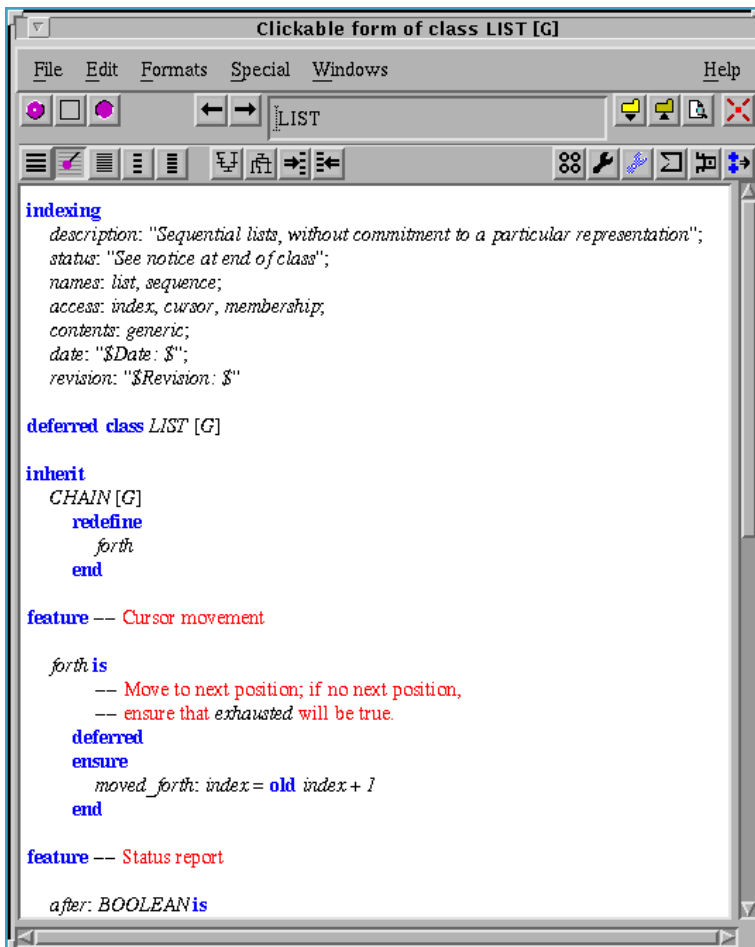 Clickable form of class LIST [G]
File Edit Formats Special Windows Help
LIST
indexing
description: "Sequential lists, without commitment to a particular representation";
status: "See notice at end of class";
names: list, sequence;
access: index, cursor, membership;
contents: generic;
date: "$Date: $";
revision: "$Revision: $"
deferred class LIST [G]
inherit
CHAIN [G]
redefine
forth
end
feature -- Cursor movement
forth is
-- Move to next position; if no next position,
-- ensure that exhausted will be true.
deferred
ensure
moved_forth: index = old index + 1
end
feature -- Status report
after: BOOLEAN is